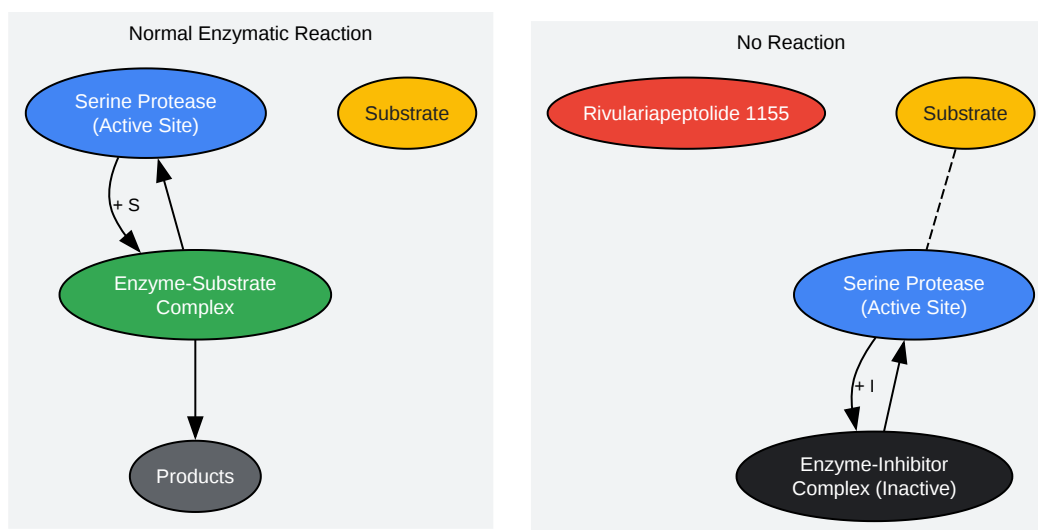 Normal Enzymatic Reaction
Serine Protease
(Active Site)
Substrate
+ S
Enzyme-Substrate
Complex
Products
No Reaction
Rivulariapeptolide 1155
Substrate
Serine Protease
(Active Site)
+ I
Enzyme-Inhibitor
Complex (Inactive)